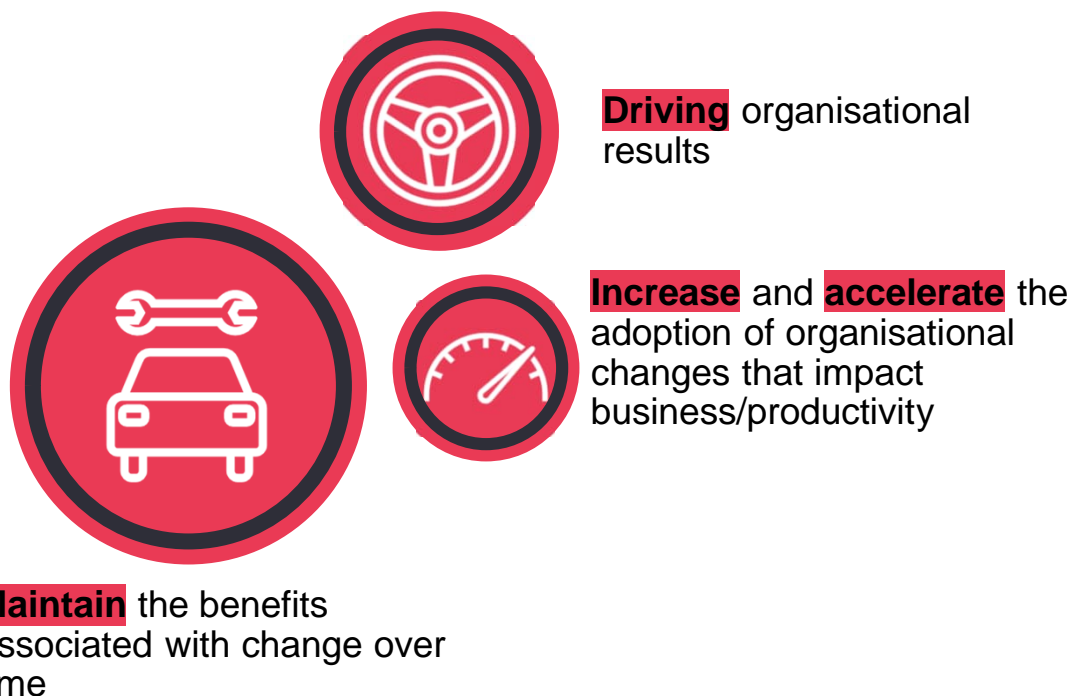 Driving organisational
results
Increase and accelerate the
adoption of organisational
changes that impact
business/productivity
laintain the benefits
ssociated with change over
me